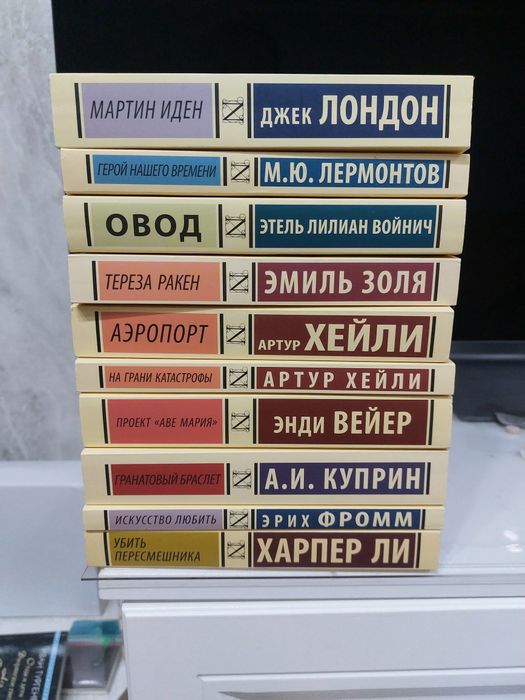 МАРТИН ИДЕН ДЖЕК ЛОНДОН
ГЕРОЙ НАШЕГО ВРЕМЕНИ М.Ю. ЛЕРМОНТОВ
ОВОД ЭТЕЛЬ ЛИЛИАН ВОЙНИЧ
ТЕРЕЗА РАКЕН ЭМИЛЬ ЗОЛЯ
АЭРОПОРТ АРТУР ХЕЙЛИ
НА ГРАНИ КАТАСТРОФЫ АРТУР ХЕЙЛИ
ПРОЕКТ «АВЕ МАРИЯ» ЭНДИ ВЕЙЕР
ГРАНАТОВЫЙ БРАСЛЕТ А.И. КУПРИН
ИСКУССТВО ЛЮБИТЬ ЭРИХ ФРОММ
УБИТЬ
ПЕРЕСМЕШНИКА ХАРПЕР ЛИ